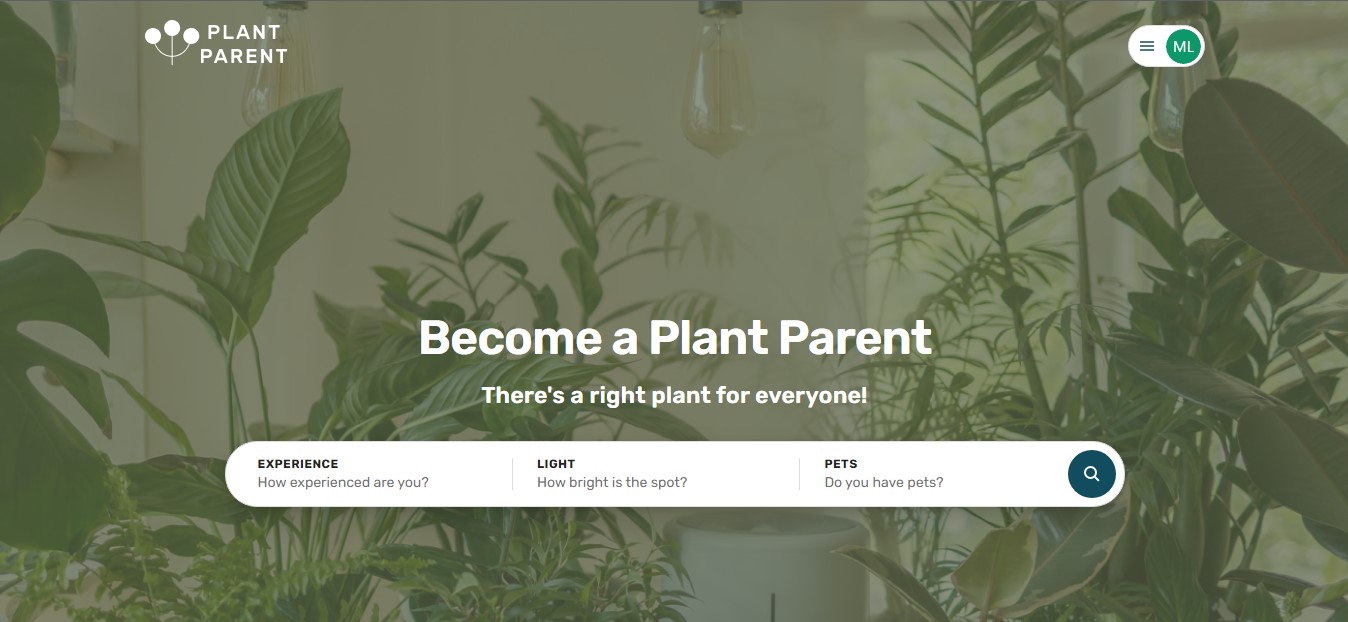 PLANT
PARENT
ML
Become a Plant Parent
There's a right plant for everyone!
EXPERIENCE
How experienced are you?
LIGHT
How bright is the spot?
PETS
Do you have pets?